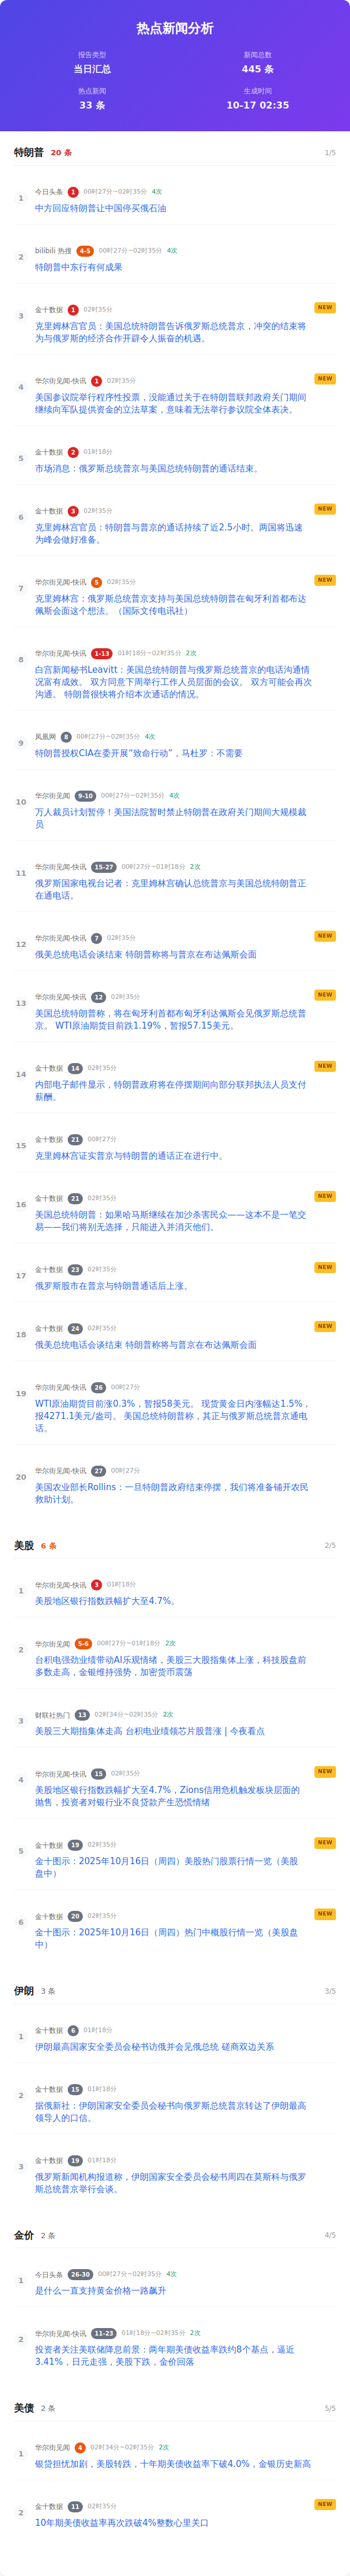 热点新闻分析
报告类型
当日汇总
新闻总数
445 条
热点新闻
33 条
生成时间
10-17 02:35
特朗普 20 条 1/5
1
今日头条 1 00时27分~02时35分 4次
中方回应特朗普让中国停买俄石油
2
bilibili 热搜 4-5 00时27分~02时35分 4次
特朗普中东行有何成果
3
金十数据 1 02时35分 NEW
克里姆林宫官员：美国总统特朗普告诉俄罗斯总统普京，冲突的结束将
为与俄罗斯的经济合作开辟令人振奋的机遇。
4
华尔街见闻-快讯 1 02时35分 NEW
美国参议院举行程序性投票，没能通过关于在特朗普联邦政府关门期间
继续向军队提供资金的立法草案，意味着无法举行参议院全体表决。
5
金十数据 2 01时18分
市场消息：俄罗斯总统普京与美国总统特朗普的通话结束。
6
金十数据 3 02时35分 NEW
克里姆林宫官员：特朗普与普京的通话持续了近2.5小时。两国将迅速
为峰会做好准备。
7
华尔街见闻-快讯 5 02时35分 NEW
克里姆林宫：俄罗斯总统普京支持与美国总统特朗普在匈牙利首都布达
佩斯会面这个想法。（国际文传电讯社）
8
华尔街见闻-快讯 1-13 01时18分~02时35分 2次
白宫新闻秘书Leavitt：美国总统特朗普与俄罗斯总统普京的电话沟通情
况富有成效。 双方同意下周举行工作人员层面的会议。 双方可能会再次
沟通。 特朗普很快将介绍本次通话的情况。
9
凤凰网 8 00时27分~02时35分 4次
特朗普授权CIA在委开展“致命行动”，马杜罗：不需要
10
华尔街见闻 9-10 00时27分~02时35分 4次
万人裁员计划暂停！美国法院暂时禁止特朗普在政府关门期间大规模裁
员
11
华尔街见闻-快讯 15-27 00时27分~01时18分 2次
俄罗斯国家电视台记者：克里姆林宫确认总统普京与美国总统特朗普正
在通电话。
12
华尔街见闻-快讯 7 02时35分 NEW
俄美总统电话会谈结束 特朗普称将与普京在布达佩斯会面
13
华尔街见闻-快讯 12 02时35分 NEW
美国总统特朗普称，将在匈牙利首都布匈牙利达佩斯会见俄罗斯总统普
京。 WTI原油期货目前跌1.19%，暂报57.15美元。
14
金十数据 14 02时35分 NEW
内部电子邮件显示，特朗普政府将在停摆期间向部分联邦执法人员支付
薪酬。
15
金十数据 21 00时27分
克里姆林宫证实普京与特朗普的通话正在进行中。
16
金十数据 21 02时35分 NEW
美国总统特朗普：如果哈马斯继续在加沙杀害民众——这本不是一笔交
易——我们将别无选择，只能进入并消灭他们。
17
金十数据 23 02时35分 NEW
俄罗斯股市在普京与特朗普通话后上涨。
18
金十数据 24 02时35分 NEW
俄美总统电话会谈结束 特朗普称将与普京在布达佩斯会面
19
华尔街见闻-快讯 26 00时27分
WTI原油期货目前涨0.3%，暂报58美元。 现货黄金日内涨幅达1.5%，
报4271.1美元/盎司。 美国总统特朗普称，其正与俄罗斯总统普京通电
话。
20
华尔街见闻-快讯 27 00时27分
美国农业部长Rollins：一旦特朗普政府结束停摆，我们将准备铺开农民
救助计划。
美股 6 条 2/5
1
华尔街见闻-快讯 3 01时18分
美股地区银行指数跌幅扩大至4.7%。
2
华尔街见闻 5-6 00时27分~01时18分 2次
台积电强劲业绩带动AI乐观情绪，美股三大股指集体上涨，科技股盘前
多数走高，金银维持强势，加密货币震荡
3
财联社热门 13 02时34分~02时35分 2次
美股三大期指集体走高 台积电业绩领芯片股普涨 | 今夜看点
4
华尔街见闻-快讯 15 02时35分 NEW
美股地区银行指数跌幅扩大至4.7%，Zions信用危机触发板块层面的
抛售，投资者对银行业不良贷款产生恐慌情绪
5
金十数据 19 02时35分 NEW
金十图示：2025年10月16日（周四）美股热门股票行情一览（美股
盘中）
6
金十数据 20 02时35分 NEW
金十图示：2025年10月16日（周四）热门中概股行情一览（美股盘
中）
伊朗 3 条 3/5
1
金十数据 6 01时18分
伊朗最高国家安全委员会秘书访俄并会见俄总统 磋商双边关系
2
金十数据 15 01时18分
据俄新社：伊朗国家安全委员会秘书向俄罗斯总统普京转达了伊朗最高
领导人的口信。
3
金十数据 19 01时18分
俄罗斯新闻机构报道称，伊朗国家安全委员会秘书周四在莫斯科与俄罗
斯总统普京举行会谈。
金价 2 条 4/5
1
今日头条 26-30 00时27分~02时35分 4次
是什么一直支持黄金价格一路飙升
2
华尔街见闻-快讯 11-23 01时18分~02时35分 2次
投资者关注美联储降息前景：两年期美债收益率跌约8个基点，逼近
3.41%，日元走强，美股下跌，金价回落
美债 2 条 5/5
1
华尔街见闻 4 02时34分~02时35分 2次
银贷担忧加剧，美股转跌，十年期美债收益率下破4.0%，金银历史新高
2
金十数据 11 02时35分 NEW
10年期美债收益率再次跌破4%整数心里关口